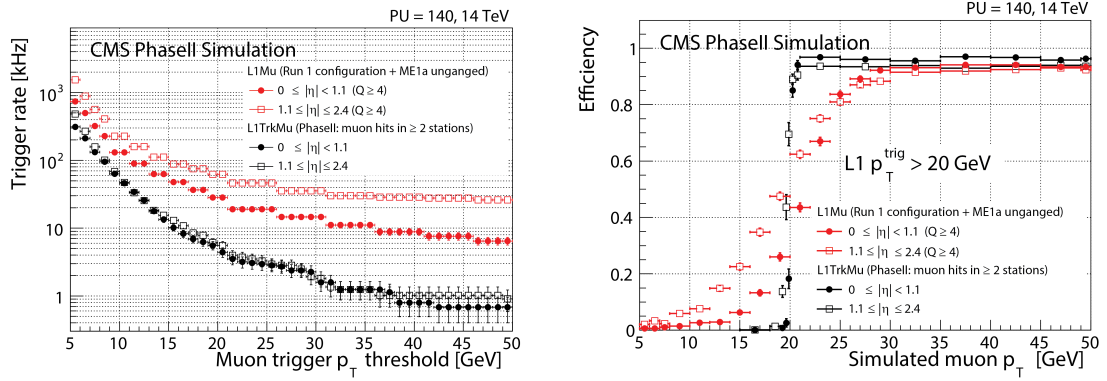 PU = 140, 14 TeV
CMS PhaseII Simulation
Trigger rate [kHz]
L1Mu (Run 1 configuration + ME1a unganged)
0 ≤ |η| < 1.1 (Q ≥ 4)
1.1 ≤ |η| ≤ 2.4 (Q ≥ 4)
L1TrkMu (PhaseII: muon hits in ≥ 2 stations)
0 ≤ |η| < 1.1
1.1 ≤ |η| ≤ 2.4
10³
10²
10
1
5 10 15 20 25 30 35 40 45 50
Muon trigger p_T threshold [GeV]
PU = 140, 14 TeV
CMS PhaseII Simulation
Efficiency
1
0.8
0.6
0.4
0.2
0
L1 p_T^trig > 20 GeV
L1Mu (Run 1 configuration + ME1a unganged)
0 ≤ |η| < 1.1 (Q ≥ 4)
1.1 ≤ |η| ≤ 2.4 (Q ≥ 4)
L1TrkMu (PhaseII: muon hits in ≥ 2 stations)
0 ≤ |η| < 1.1
1.1 ≤ |η| ≤ 2.4
5 10 15 20 25 30 35 40 45 50
Simulated muon p_T [GeV]